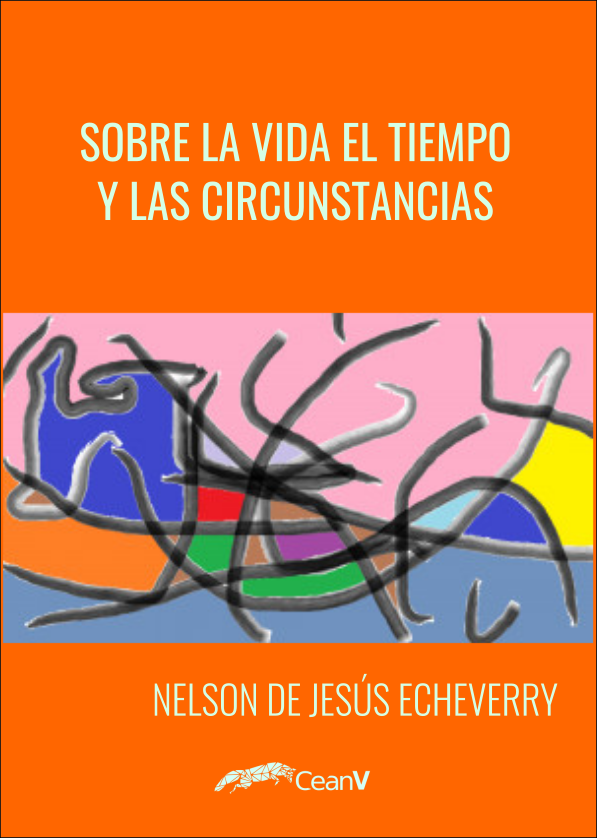 SOBRE LA VIDA EL TIEMPO
Y LAS CIRCUNSTANCIAS
NELSON DE JESÚS ECHEVERRY
CeanV